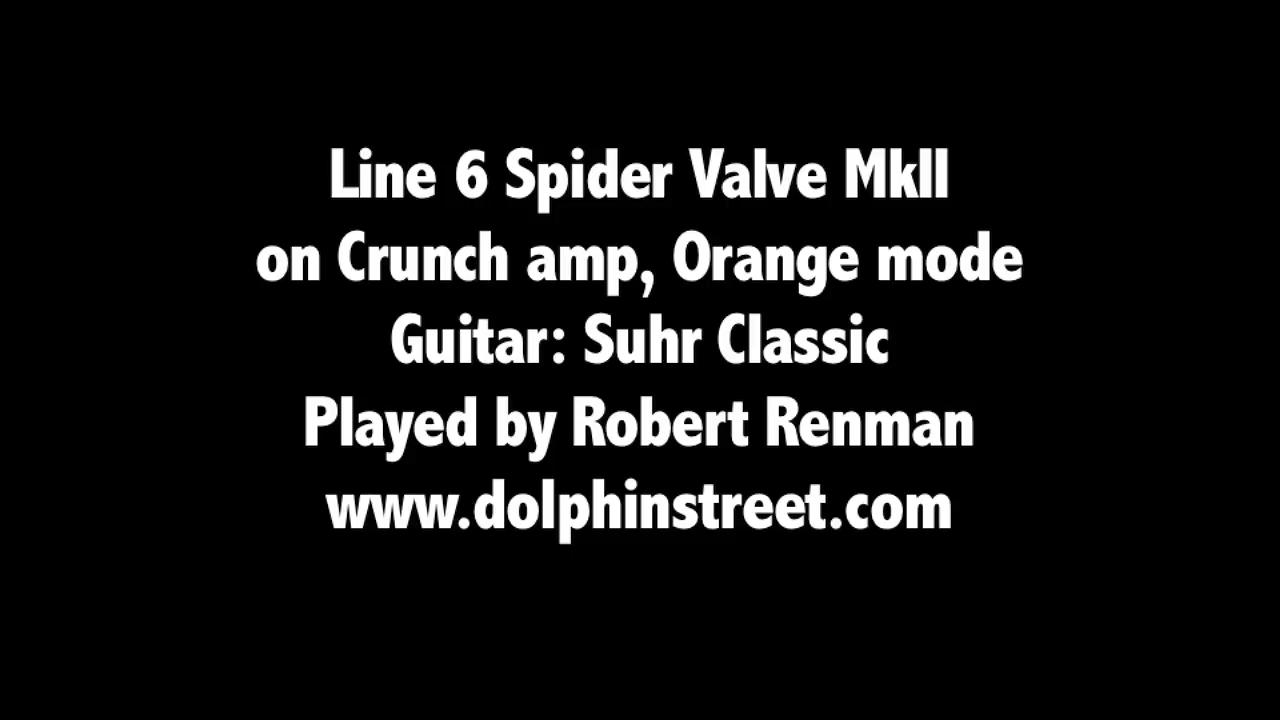 Line 6 Spider Valve MkII
on Crunch amp, Orange mode
Guitar: Suhr Classic
Played by Robert Renman
www.dolphinstreet.com